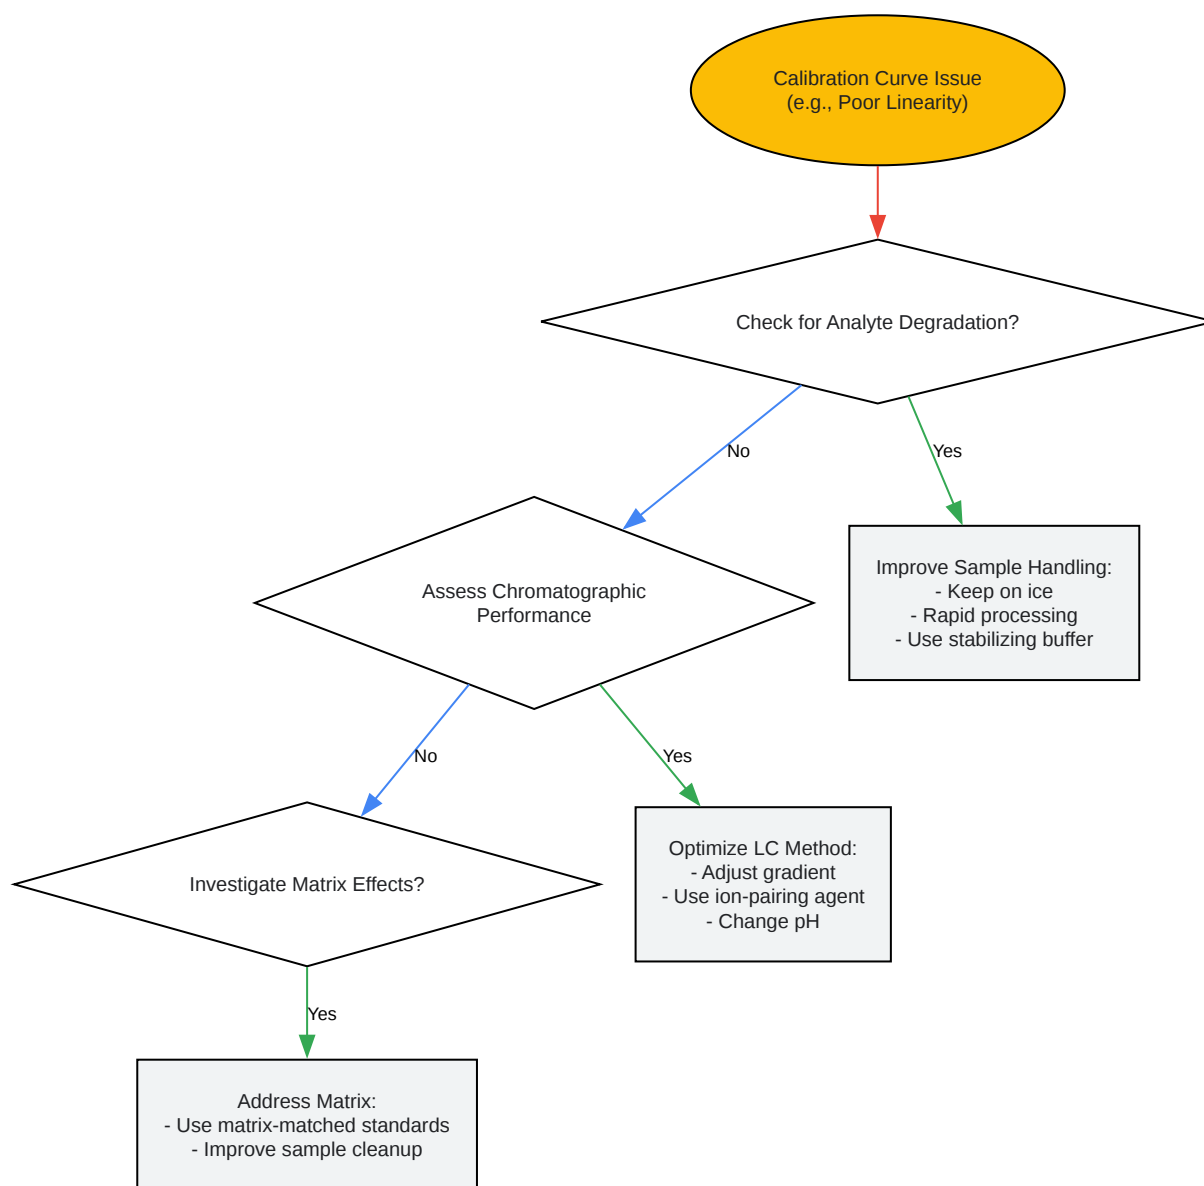 Calibration Curve Issue
(e.g., Poor Linearity)
Check for Analyte Degradation?
No
Yes
Improve Sample Handling:
- Keep on ice
- Rapid processing
- Use stabilizing buffer
Assess Chromatographic
Performance
No
Yes
Optimize LC Method:
- Adjust gradient
- Use ion-pairing agent
- Change pH
Investigate Matrix Effects?
Yes
Address Matrix:
- Use matrix-matched standards
- Improve sample cleanup